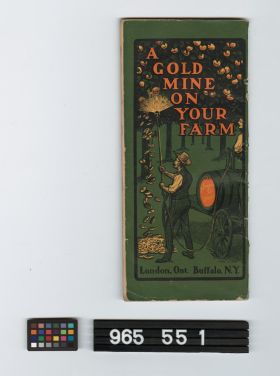 A
GOLD
MINE
ON
YOUR
FARM
London, Ont. Buffalo, N.Y.
965 55 1